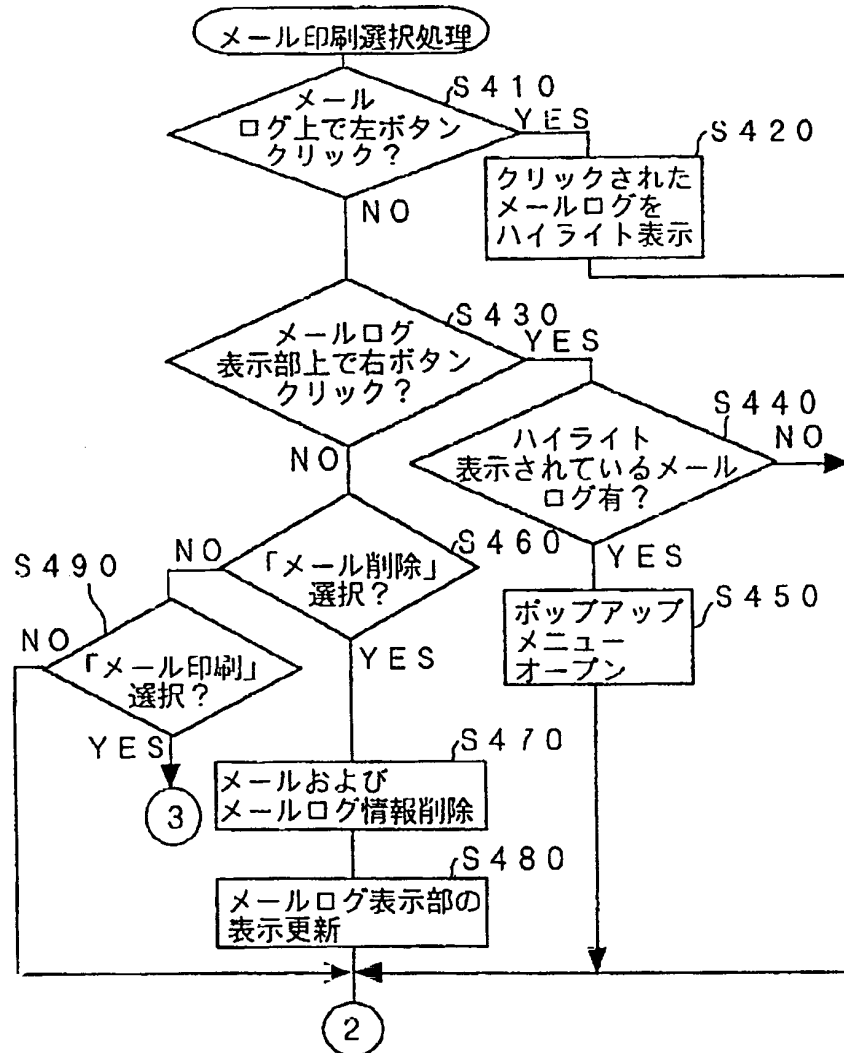 メール印刷選択処理
S410
メール
ログ上で左ボタン
クリック?
YES
NO
S420
クリックされた
メールログを
ハイライト表示
S430
メールログ
表示部上で右ボタン
クリック?
YES
NO
S440
ハイライト
表示されているメール
ログ有?
NO
YES
S450
ポップアップ
メニュー
オープン
S460
「メール削除」
選択?
NO
YES
S490
「メール印刷」
選択?
NO
YES
3
S470
メールおよび
メールログ情報削除
S480
メールログ表示部の
表示更新
2